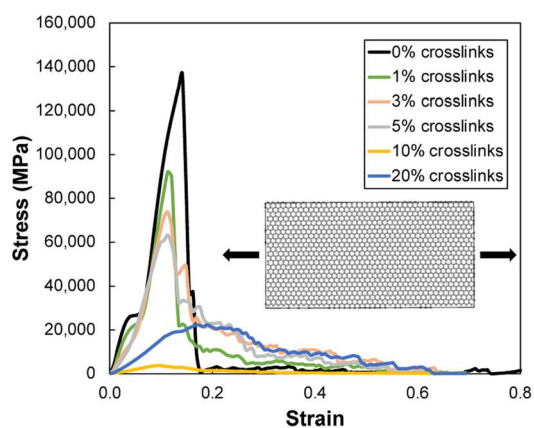 160,000
140,000
120,000
100,000
80,000
60,000
40,000
20,000
0
Stress (MPa)
0% crosslinks
1% crosslinks
3% crosslinks
5% crosslinks
10% crosslinks
20% crosslinks
0.0 0.2 0.4 0.6 0.8
Strain